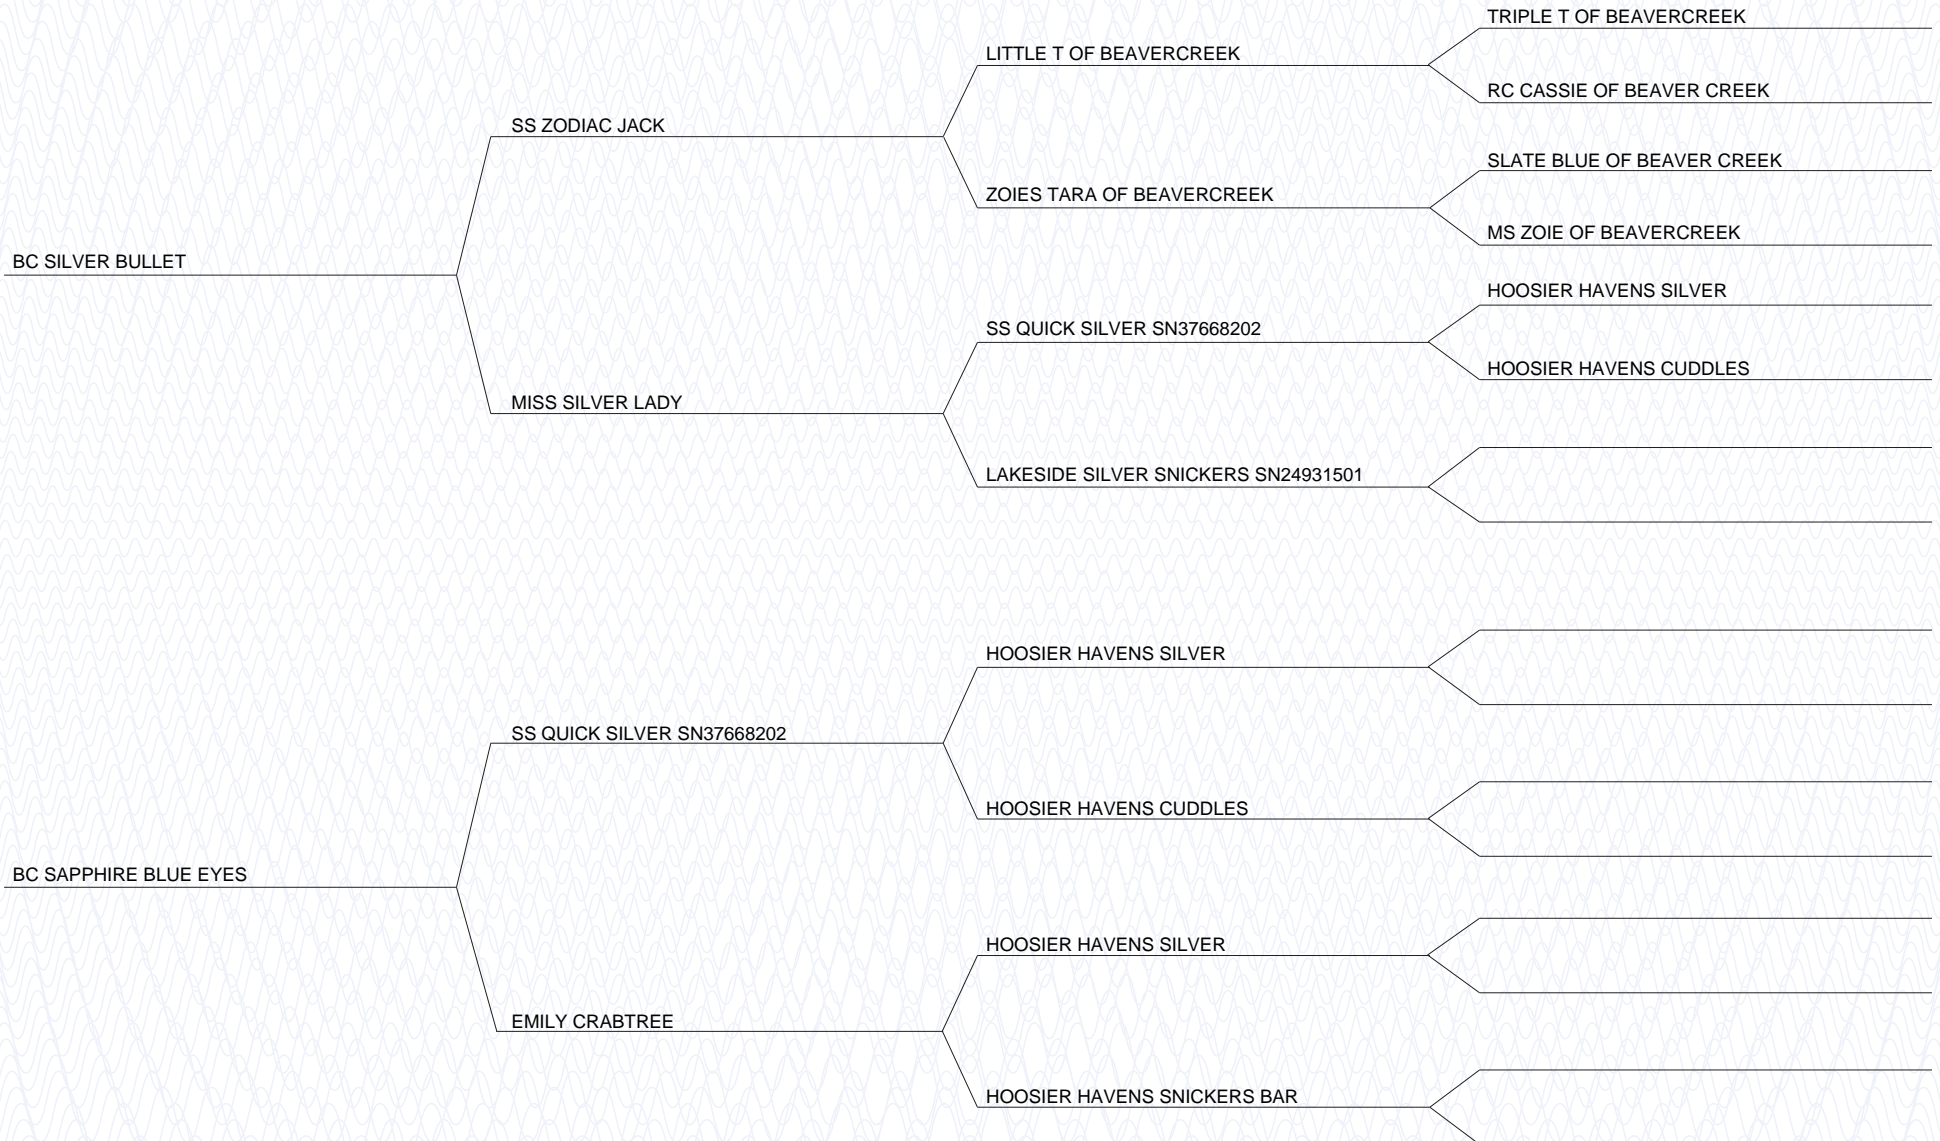 TRIPLE T OF BEAVERCREEK
LITTLE T OF BEAVERCREEK
RC CASSIE OF BEAVER CREEK
SS ZODIAC JACK
SLATE BLUE OF BEAVER CREEK
ZOIES TARA OF BEAVERCREEK
MS ZOIE OF BEAVERCREEK
BC SILVER BULLET
HOOSIER HAVENS SILVER
SS QUICK SILVER SN37668202
HOOSIER HAVENS CUDDLES
MISS SILVER LADY
LAKESIDE SILVER SNICKERS SN24931501
HOOSIER HAVENS SILVER
SS QUICK SILVER SN37668202
HOOSIER HAVENS CUDDLES
BC SAPPHIRE BLUE EYES
HOOSIER HAVENS SILVER
EMILY CRABTREE
HOOSIER HAVENS SNICKERS BAR